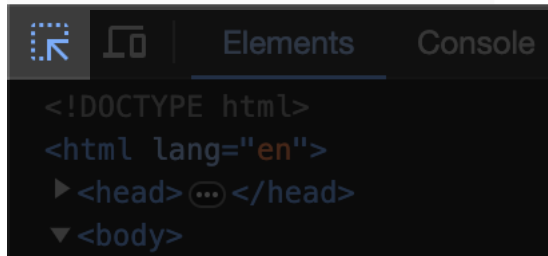 Elements Console
<!DOCTYPE html>
<html lang="en">
<head> … </head>
<body>